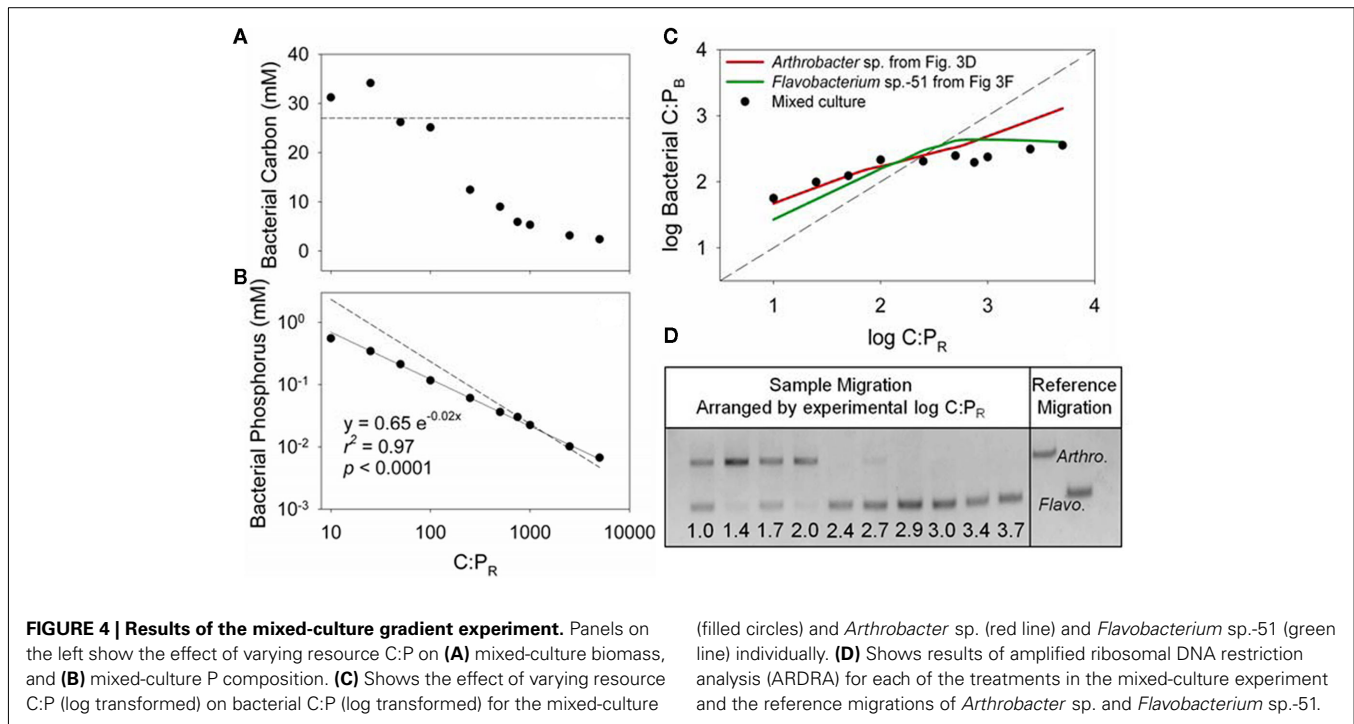 A
Bacterial Carbon (mM)
40
30
20
10
0
B
Bacterial Phosphorus (mM)
10⁰
10⁻¹
10⁻²
10⁻³
y = 0.65 e^-0.02x
r² = 0.97
p < 0.0001
10 100 1000 10000
C:P_R
C
log Bacterial C:P_B
4
3
2
1
Arthrobacter sp. from Fig. 3D
Flavobacterium sp.-51 from Fig 3F
Mixed culture
1 2 3 4
log C:P_R
D
Sample Migration
Arranged by experimental log C:P_R
Reference
Migration
Arthro.
Flavo.
1.0 1.4 1.7 2.0 2.4 2.7 2.9 3.0 3.4 3.7
FIGURE 4 | Results of the mixed-culture gradient experiment. Panels on
the left show the effect of varying resource C:P on (A) mixed-culture biomass,
and (B) mixed-culture P composition. (C) Shows the effect of varying resource
C:P (log transformed) on bacterial C:P (log transformed) for the mixed-culture
(filled circles) and Arthrobacter sp. (red line) and Flavobacterium sp.-51 (green
line) individually. (D) Shows results of amplified ribosomal DNA restriction
analysis (ARDRA) for each of the treatments in the mixed-culture experiment
and the reference migrations of Arthrobacter sp. and Flavobacterium sp.-51.